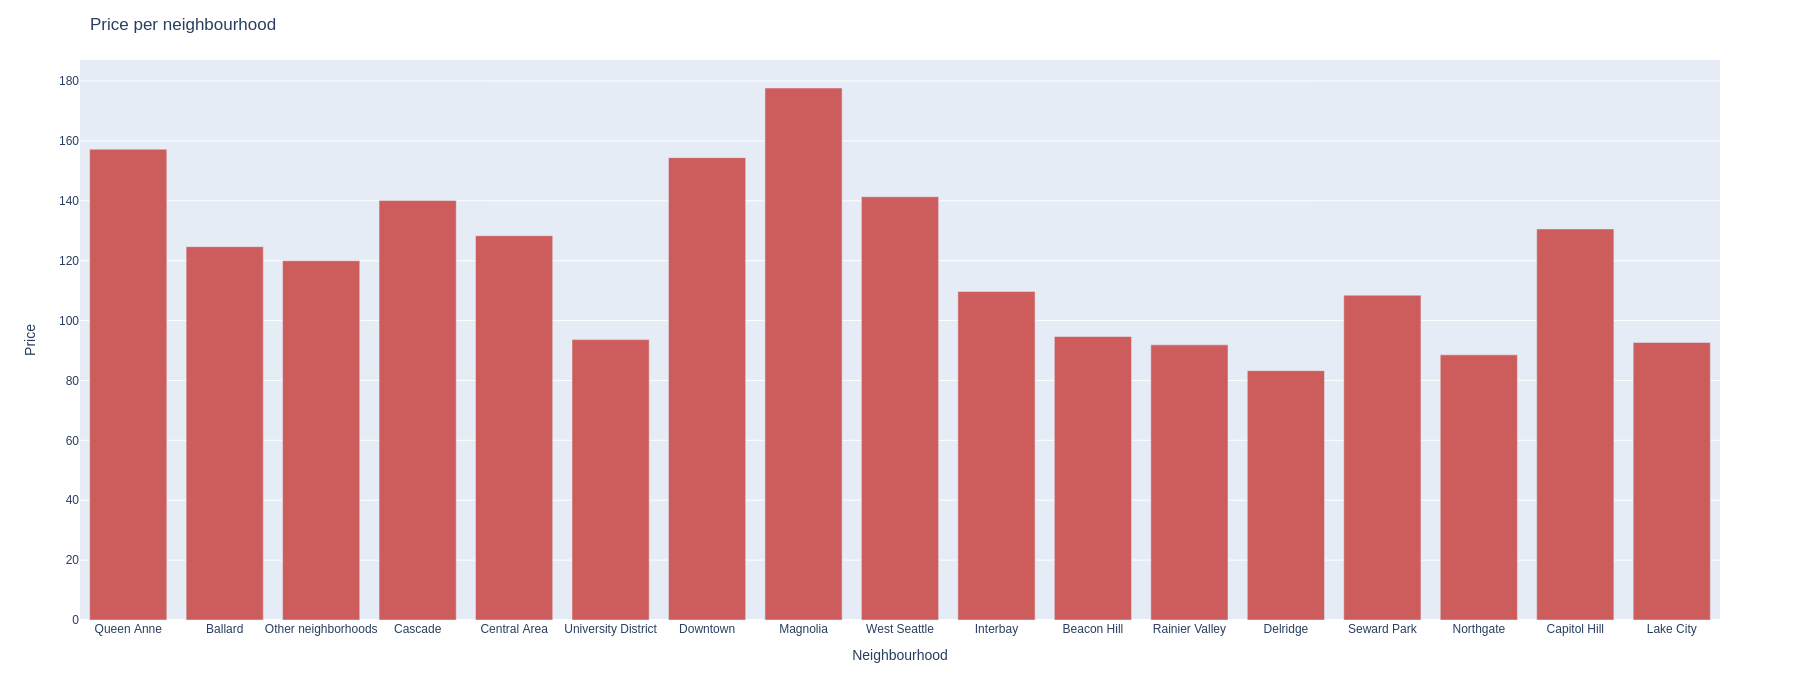 Price per neighbourhood
180
160
140
120
100
80
60
40
20
0
Price
Queen Anne Ballard Other neighborhoods Cascade Central Area University District Downtown Magnolia West Seattle Interbay Beacon Hill Rainier Valley Delridge Seward Park Northgate Capitol Hill Lake City
Neighbourhood